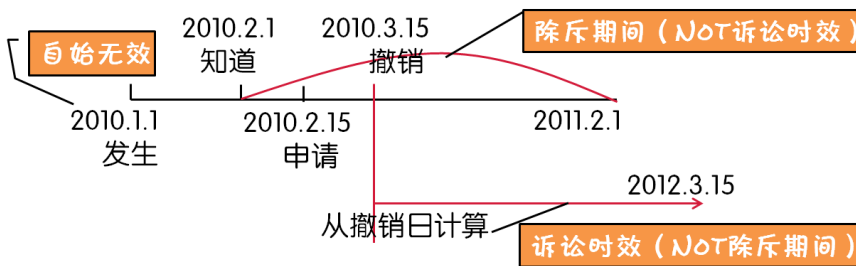 2010.2.1
知道
2010.3.15
撤销
除斥期间（NOT诉讼时效）
自始无效
2010.1.1
发生
2010.2.15
申请
2011.2.1
2012.3.15
从撤销日计算
诉讼时效（NOT除斥期间）